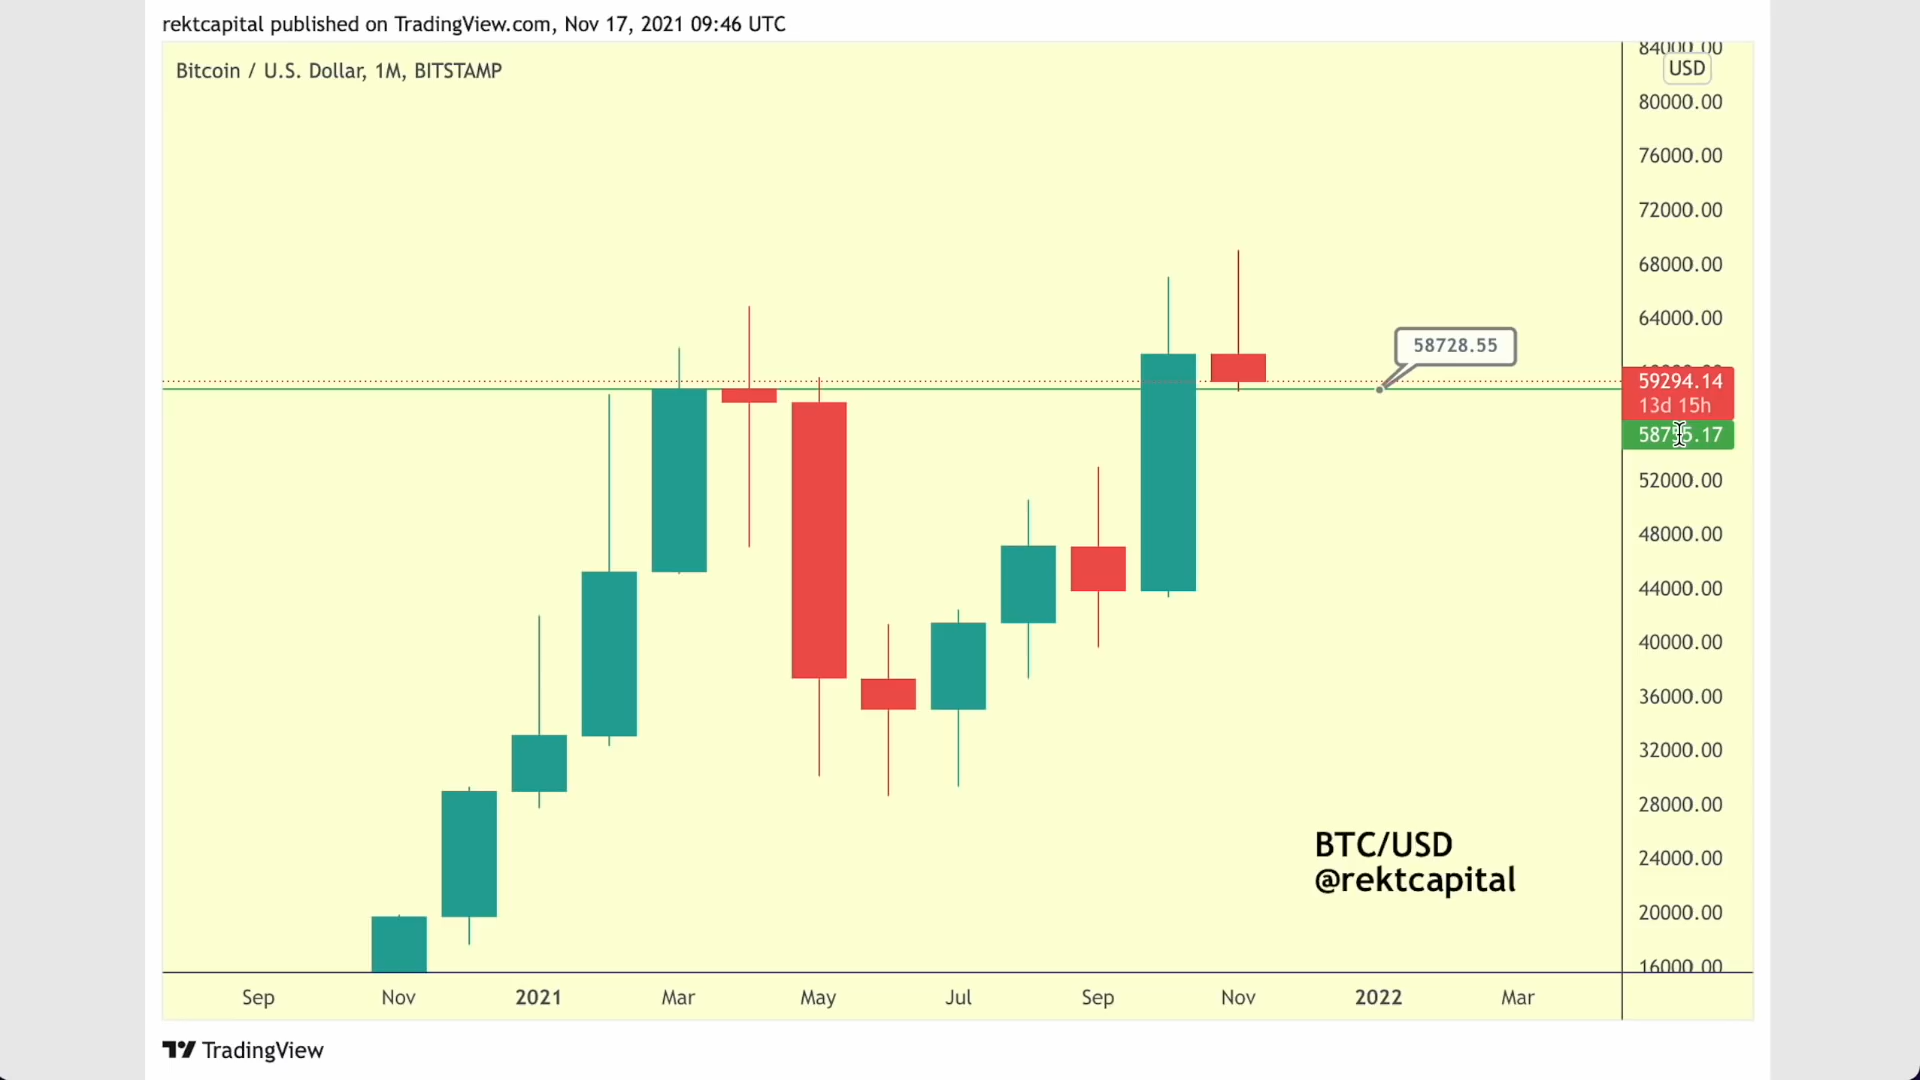 rektcapital published on TradingView.com, Nov 17, 2021 09:46 UTC
Bitcoin / U.S. Dollar, 1M, BITSTAMP
84000.00
USD
80000.00
76000.00
72000.00
68000.00
64000.00
58728.55
59294.14
13d 15h
52000.00
48000.00
44000.00
40000.00
36000.00
32000.00
28000.00
24000.00
20000.00
16000.00
BTC/USD
@rektcapital
Sep Nov 2021 Mar May Jul Sep Nov 2022 Mar
TradingView